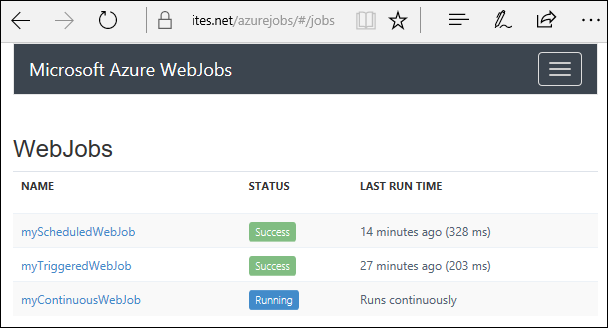 ites.net/azurejobs/#/jobs
Microsoft Azure WebJobs
WebJobs
NAME STATUS LAST RUN TIME
myScheduledWebJob Success 14 minutes ago (328 ms)
myTriggeredWebJob Success 27 minutes ago (203 ms)
myContinuousWebJob Running Runs continuously